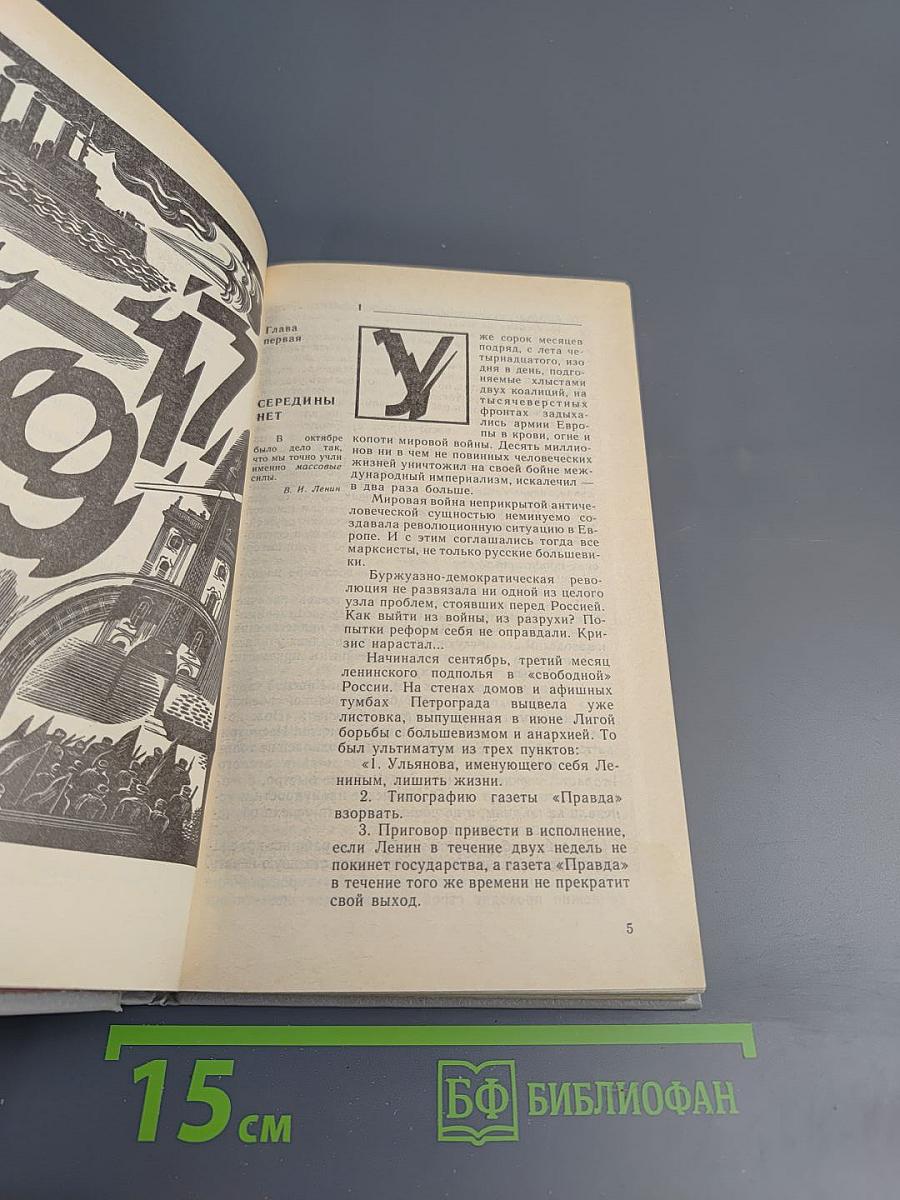 1917
I
Глава
первая
СЕРЕДИНЫ
НЕТ
В октябре
было дело так,
что мы точно учли
именно массовые
силы.
В. И. Ленин
У
же сорок месяцев
подряд, с лета че-
тырнадцатого, изо
дня в день, подго-
няемые хлыстами
двух коалиций, на
тысячеверстных
фронтах задыха-
лись армии Евро-
пы в крови, огне и
копоти мировой войны. Десять миллио-
нов ни в чем не повинных человеческих
жизней уничтожил на своей бойне меж-
дународный империализм, искалечил —
в два раза больше.
Мировая война неприкрытой античе-
ловеческой сущностью неминуемо со-
здавала революционную ситуацию в Ев-
ропе. И с этим соглашались тогда все
марксисты, не только русские большеви-
ки.
Буржуазно-демократическая рево-
люция не развязала ни одной из целого
узла проблем, стоявших перед Россией.
Как выйти из войны, из разрухи? По-
пытки реформ себя не оправдали. Кри-
зис нарастал...
Начинался сентябрь, третий месяц
ленинского подполья в «свободной»
России. На стенах домов и афишных
тумбах Петрограда выцвела уже
листовка, выпущенная в июне Лигой
борьбы с большевизмом и анархией. То
был ультиматум из трех пунктов:
«1. Ульянова, именующего себя Ле-
ниным, лишить жизни.
2. Типографию газеты «Правда»
взорвать.
3. Приговор привести в исполнение,
если Ленин в течение двух недель не
покинет государства, а газета «Правда»
в течение того же времени не прекратит
свой выход.
5
15 см
БФ БИБЛИОФАН